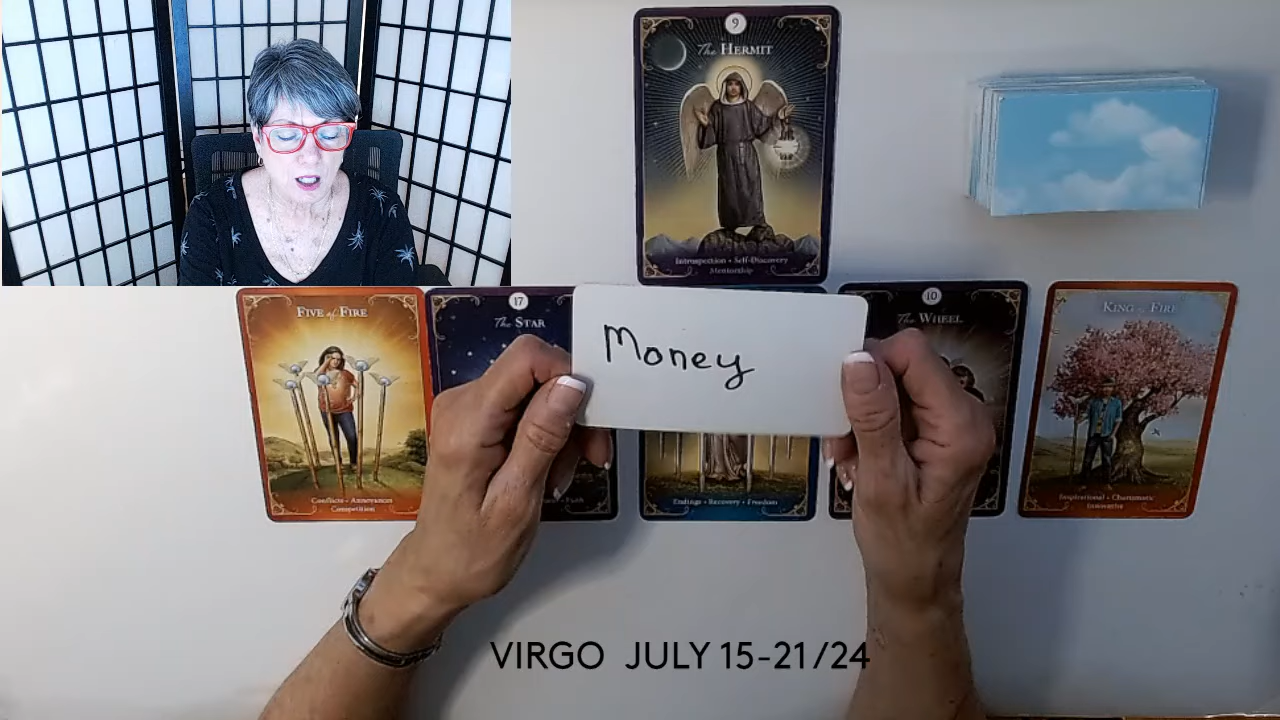 9
The HERMIT
Introspection • Self-Discovery
Mentorship
FIVE of FIRE
Conflicts • Annoyances
Competition
17
The STAR
Faith
Money
Endings • Recovery • Freedom
10
The WHEEL
KING of FIRE
Inspirational • Charismatic
Innovative
VIRGO JULY 15-21/24